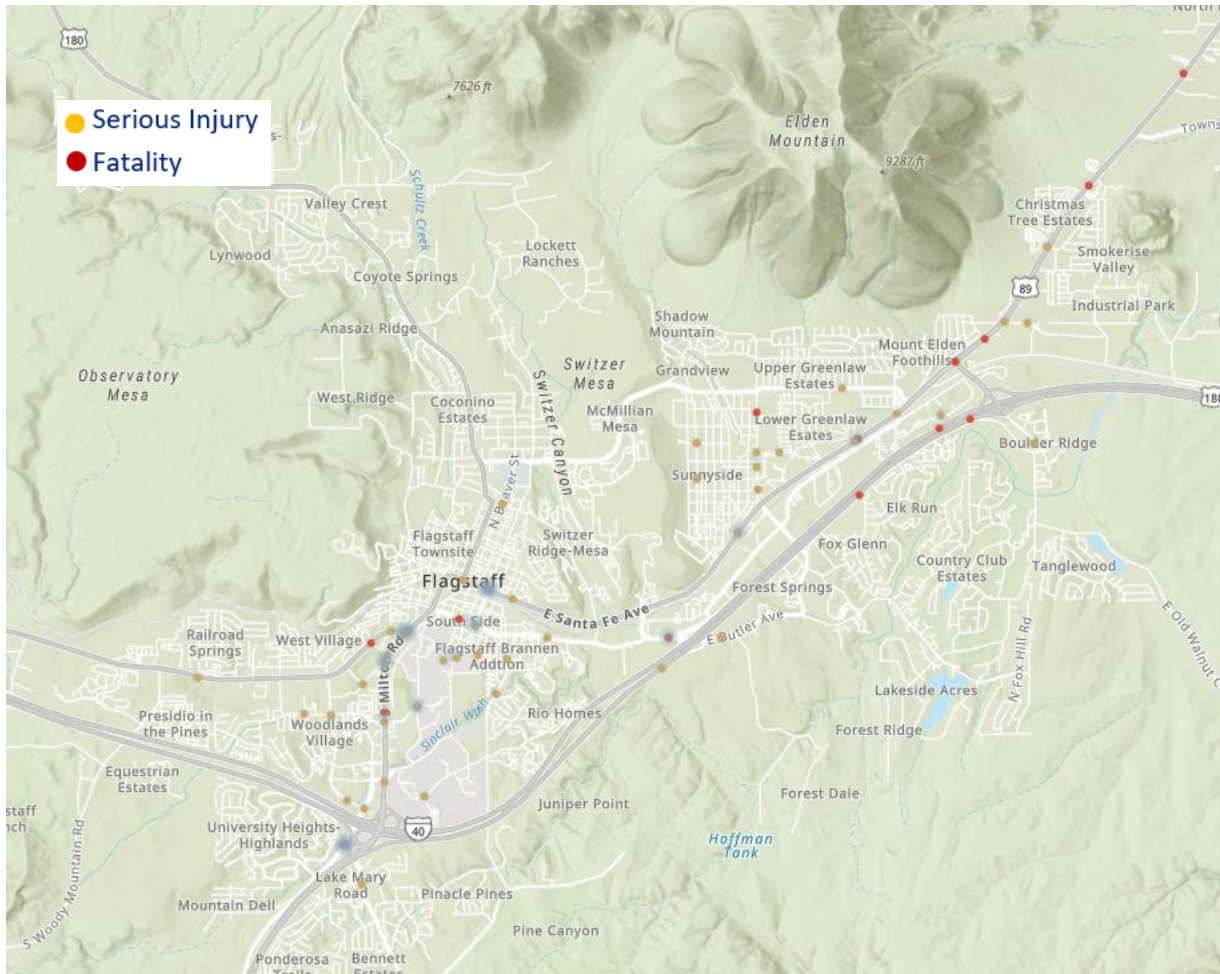 North
180
7626 ft
Serious Injury
Fatality
Elden
Mountain
9287 ft
Towns
Schultz Creek
Valley Crest
Christmas
Tree Estates
Lynwood
Lockett
Ranches
Smokerise
Valley
Coyote Springs
89
Industrial Park
Shadow
Mountain
Anasazi Ridge
Mount Elden
Foothills
Switzer
Mesa
Observatory
Mesa
Grandview
Upper Greenlaw
Estates
180
West Ridge
Coconino
Estates
Switzer Canyon
McMillian
Mesa
Lower Greenlaw
Esates
Boulder Ridge
N Beaver St
Sunnyside
Elk Run
Flagstaff
Townsite
Switzer
Ridge-Mesa
Fox Glenn
Country Club
Estates
Tanglewood
Flagstaff
Forest Springs
E Santa Fe Ave
E Old Walnut C
South Side
Railroad
Springs
West Village
E Butler Ave
Flagstaff Brannen
Addtion
Milton Rd
N Fox Hill Rd
Lakeside Acres
Presidio in
the Pines
Woodlands
Village
Sinclair Wash
Rio Homes
Forest Ridge
Equestrian
Estates
Forest Dale
Juniper Point
staff
nch
University Heights-
Highlands
40
Hoffman
Tank
S Woody Mountain Rd
Lake Mary
Road
Pinacle Pines
Mountain Dell
Pine Canyon
Ponderosa
Bennett